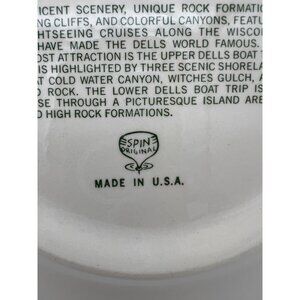 ICENT SCENERY, UNIQUE ROCK FORMATIO
ING CLIFFS, AND COLORFUL CANYONS, FEATU
HTSEEING CRUISES ALONG THE WISCO
HAVE MADE THE DELLS WORLD FAMOUS.
OST ATTRACTION IS THE UPPER DELLS BOAT T
IS HIGHLIGHTED BY THREE SCENIC SHORELA
AT COLD WATER CANYON, WITCHES GULCH, A
D ROCK. THE LOWER DELLS BOAT TRIP IS
SE THROUGH A PICTURESQUE ISLAND ARE
D HIGH ROCK FORMATIONS.
SPINE
ORIGINAL
MADE IN U.S.A.